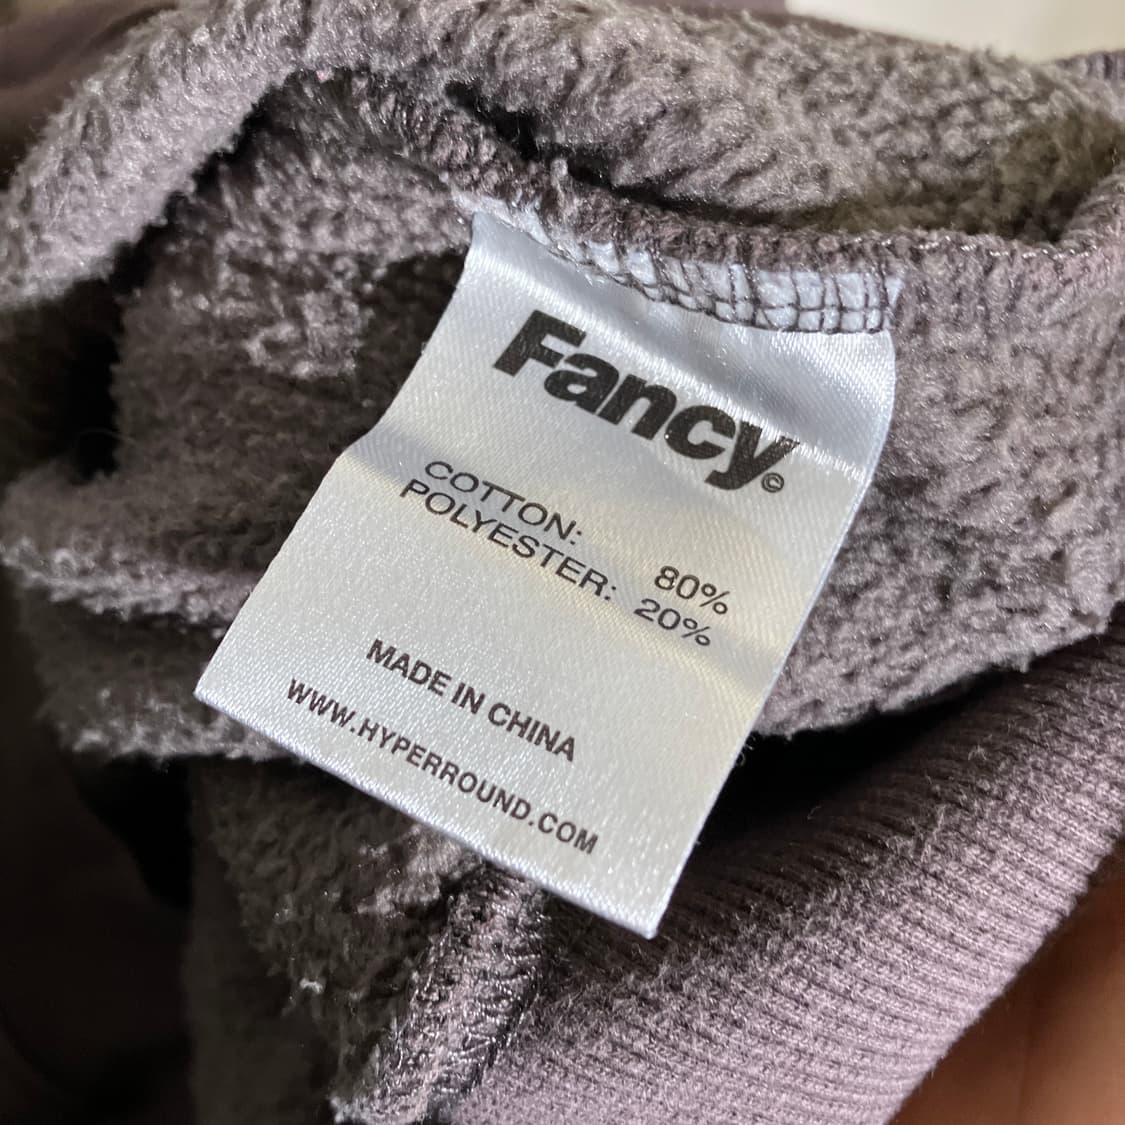 Fancy©
COTTON: 80%
POLYESTER: 20%
MADE IN CHINA
WWW.HYPERROUND.COM